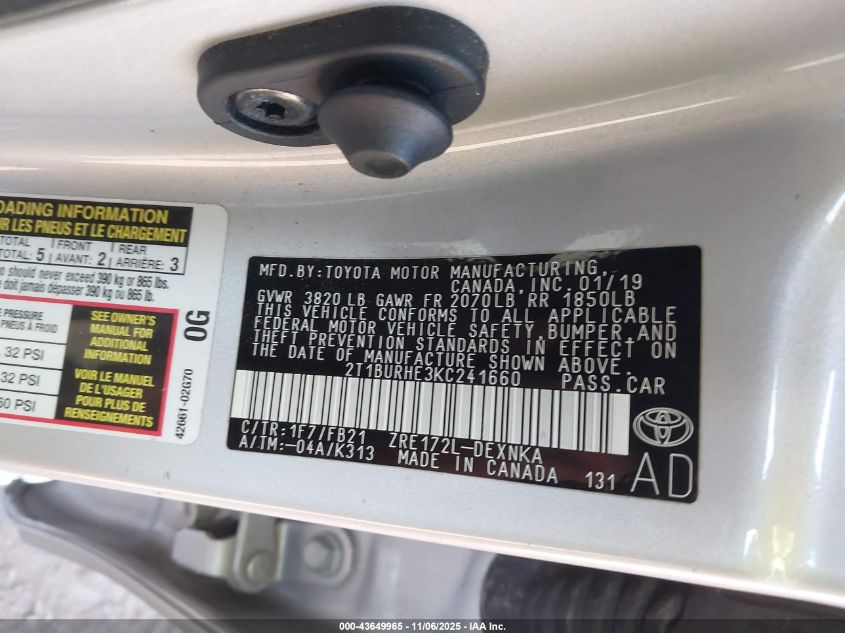 OADING INFORMATION
R LES PNEUS ET LE CHARGEMENT
TOTAL FRONT REAR
TOTAL: 5 AVANT: 2 ARRIÈRE: 3
should never exceed 390 kg or 865 lbs.
doit jamais dépasser 390 kg ou 865 lb.
PRESSURE
PNEUS À FROID
32 PSI
32 PSI
60 PSI
SEE OWNER'S
MANUAL FOR
ADDITIONAL
INFORMATION
VOIR LE MANUEL
POUR PLUS DE
RENSEIGNEMENTS
0G
42661-02G70
MFD.BY:TOYOTA MOTOR MANUFACTURING,
CANADA, INC. 01/19
GVWR 3820 LB GAWR FR 2070LB RR 1850LB
THIS VEHICLE CONFORMS TO ALL APPLICABLE
FEDERAL MOTOR VEHICLE SAFETY, BUMPER, AND
THEFT PREVENTION STANDARDS IN EFFECT ON
THE DATE OF MANUFACTURE SHOWN ABOVE.
2T1BURHE3KC241660 PASS.CAR
C/TR:1F7/FB21 ZRE172L-DEXNKA
A/TM:-04A/K313 MADE IN CANADA 131
AD
000-43649965 - 11/06/2025 - IAA Inc.